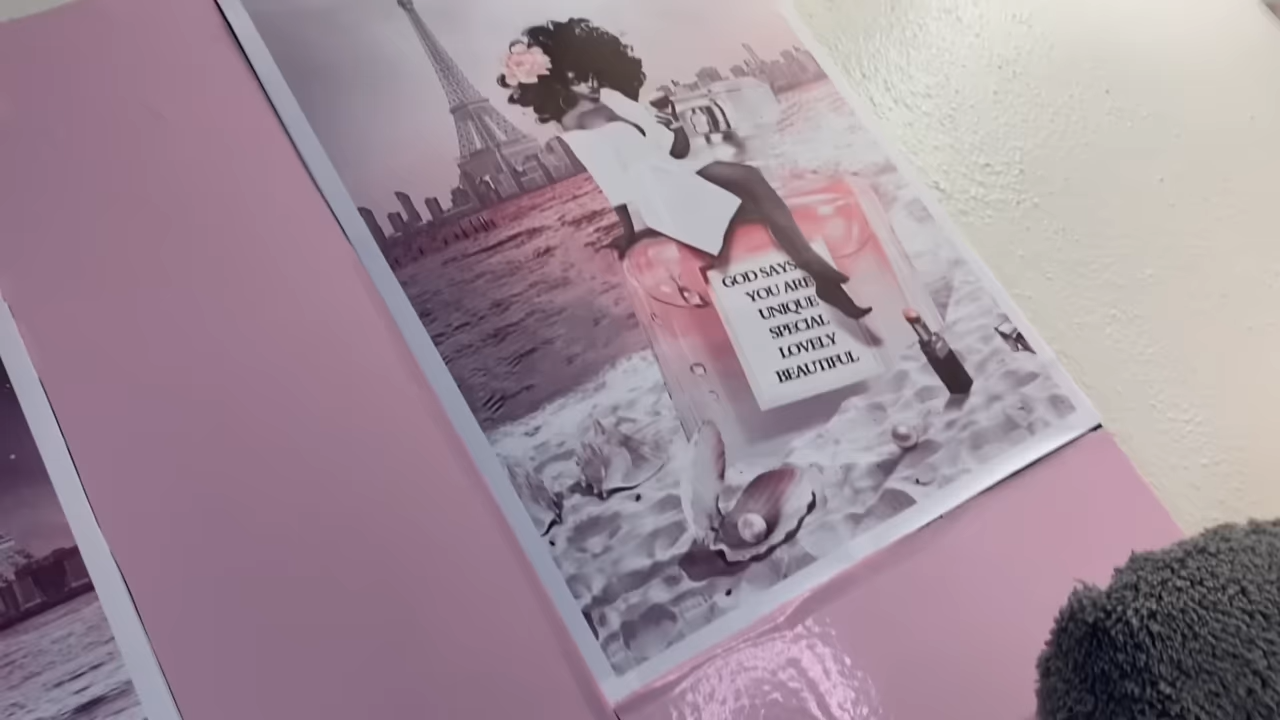 GOD SAYS
YOU ARE
UNIQUE
SPECIAL
LOVELY
BEAUTIFUL